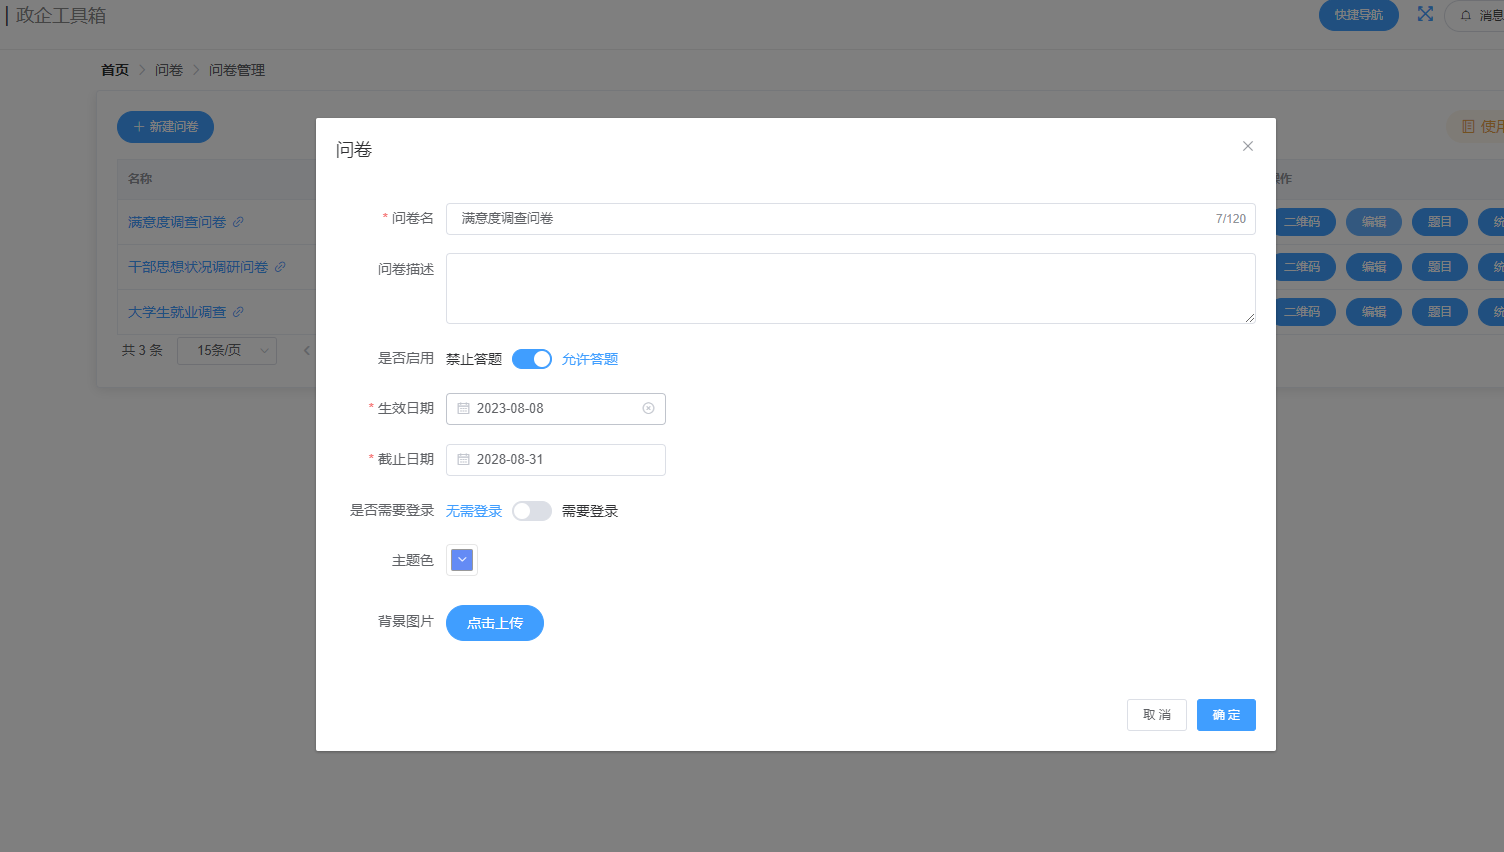 政企工具箱
快捷导航
消息
首页 > 问卷 > 问卷管理
新建问卷
使用
名称
操作
满意度调查问卷
二维码 编辑 题目 统
干部思想状况调研问卷
二维码 编辑 题目 统
大学生就业调查
二维码 编辑 题目 统
共 3 条 15条/页
问卷
* 问卷名 满意度调查问卷 7/120
问卷描述
是否启用 禁止答题 允许答题
* 生效日期 2023-08-08
* 截止日期 2028-08-31
是否需要登录 无需登录 需要登录
主题色
背景图片 点击上传
取消 确定